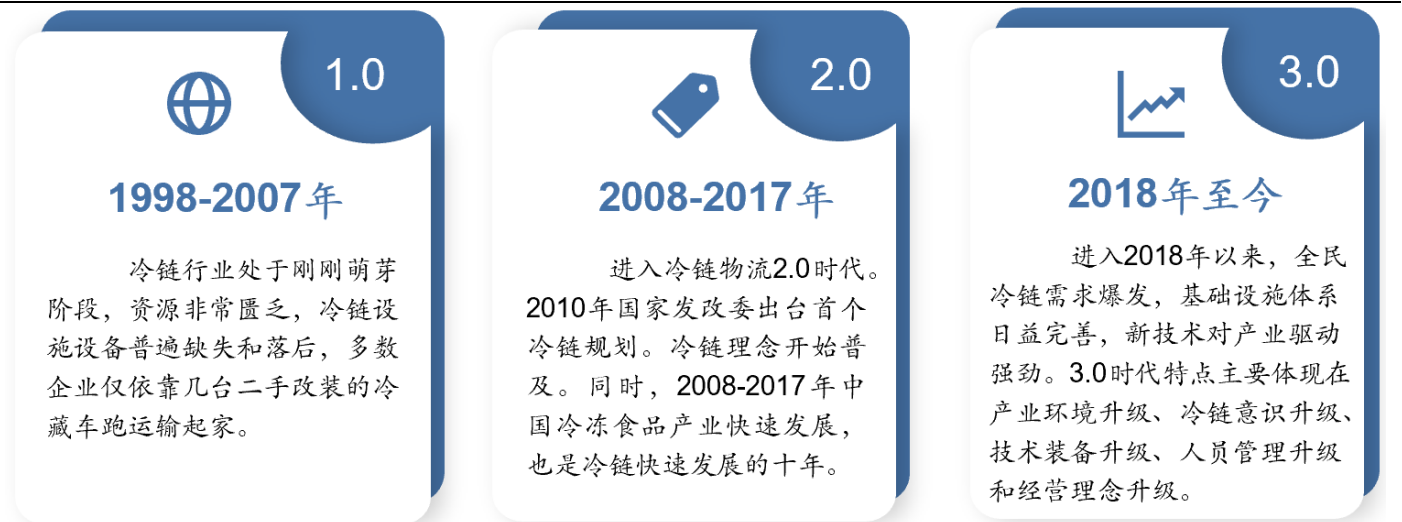 1.0
1998-2007年
冷链行业处于刚刚萌芽
阶段，资源非常匮乏，冷链设
施设备普遍缺失和落后，多数
企业仅依靠几台二手改装的冷
藏车跑运输起家。
2.0
2008-2017年
进入冷链物流2.0时代。
2010年国家发改委出台首个
冷链规划。冷链理念开始普
及。同时，2008-2017年中
国冷冻食品产业快速发展，
也是冷链快速发展的十年。
3.0
2018年至今
进入2018年以来，全民
冷链需求爆发，基础设施体系
日益完善，新技术对产业驱动
强劲。3.0时代特点主要体现在
产业环境升级、冷链意识升级、
技术装备升级、人员管理升级
和经营理念升级。